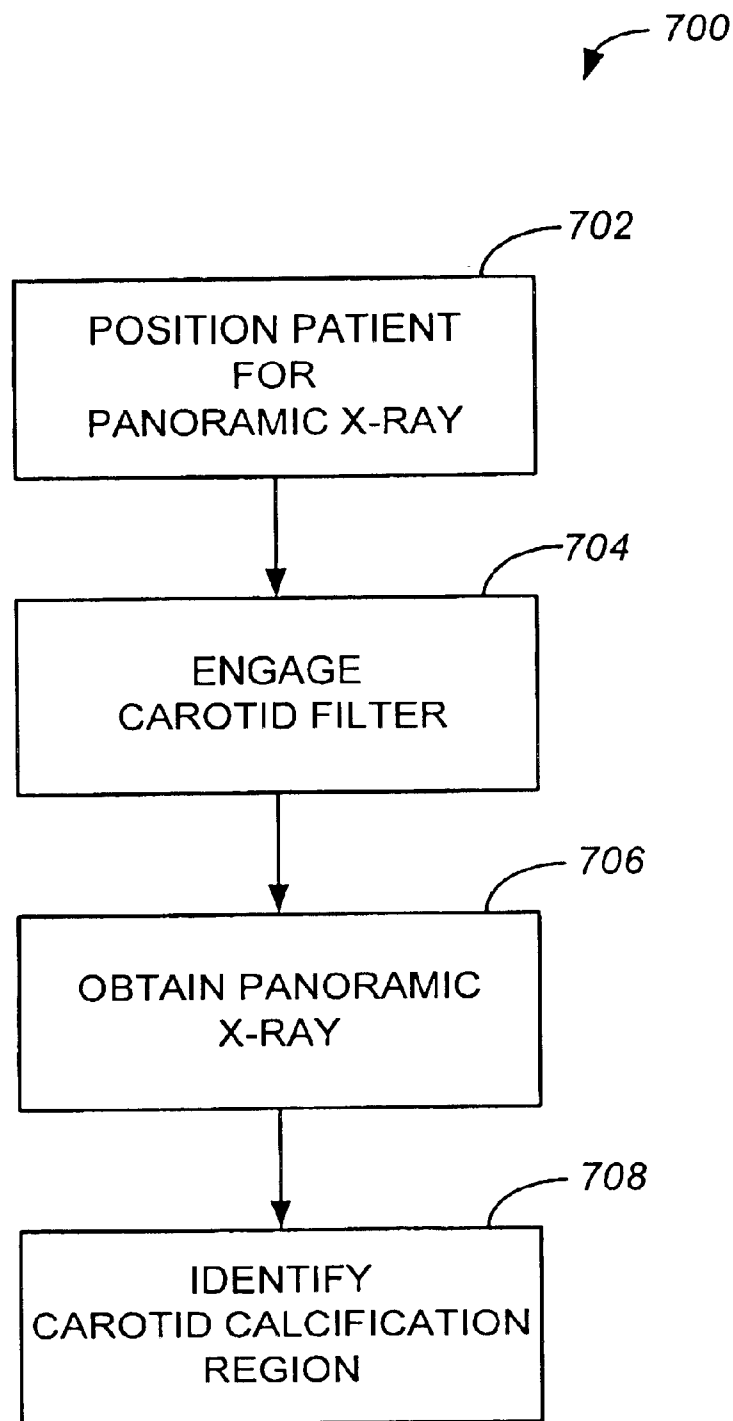 700
702
POSITION PATIENT
FOR
PANORAMIC X-RAY
704
ENGAGE
CAROTID FILTER
706
OBTAIN PANORAMIC
X-RAY
708
IDENTIFY
CAROTID CALCIFICATION
REGION